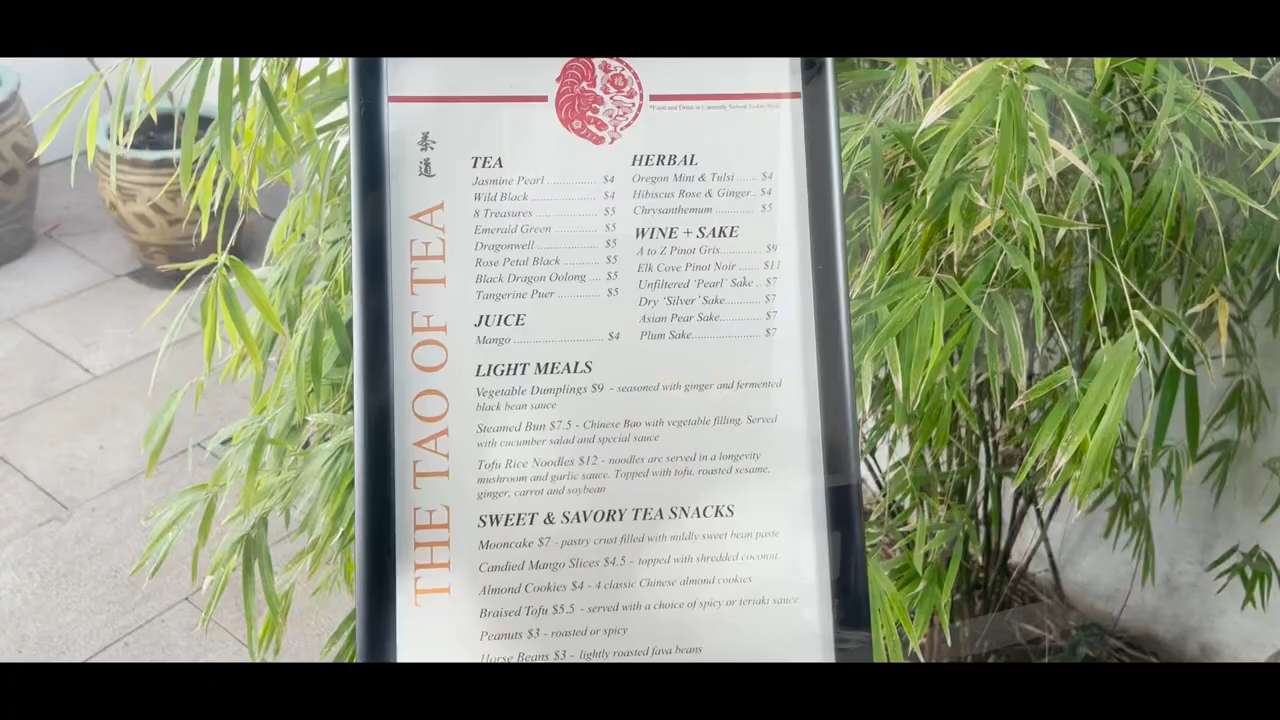 *Food and Drink is Currently Served
茶道
THE TAO OF TEA
TEA
Jasmine Pearl ............... $4
Wild Black ............... $4
8 Treasures ............... $5
Emerald Green ............... $5
Dragonwell ............... $5
Rose Petal Black ............... $5
Black Dragon Oolong .... $5
Tangerine Puer ............ $5
JUICE
Mango ............................ $4
HERBAL
Oregon Mint & Tulsi ...... $4
Hibiscus Rose & Ginger.. $4
Chrysanthemum ........... $5
WINE + SAKE
A to Z Pinot Gris................ $9
Elk Cove Pinot Noir ...... $11
Unfiltered 'Pearl' Sake .. $7
Dry 'Silver' Sake........... $7
Asian Pear Sake............. $7
Plum Sake...................... $7
LIGHT MEALS
Vegetable Dumplings $9 - seasoned with ginger and fermented
black bean sauce
Steamed Bun $7.5 - Chinese Bao with vegetable filling. Served
with cucumber salad and special sauce
Tofu Rice Noodles $12 - noodles are served in a longevity
mushroom and garlic sauce. Topped with tofu, roasted sesame,
ginger, carrot and soybean
SWEET & SAVORY TEA SNACKS
Mooncake $7 - pastry crust filled with mildly sweet bean paste
Candied Mango Slices $4.5 - topped with shredded coconut
Almond Cookies $4 - 4 classic Chinese almond cookies
Braised Tofu $5.5 - served with a choice of spicy or teriaki sauce
Peanuts $3 - roasted or spicy
Horse Beans $3 - lightly roasted fava beans